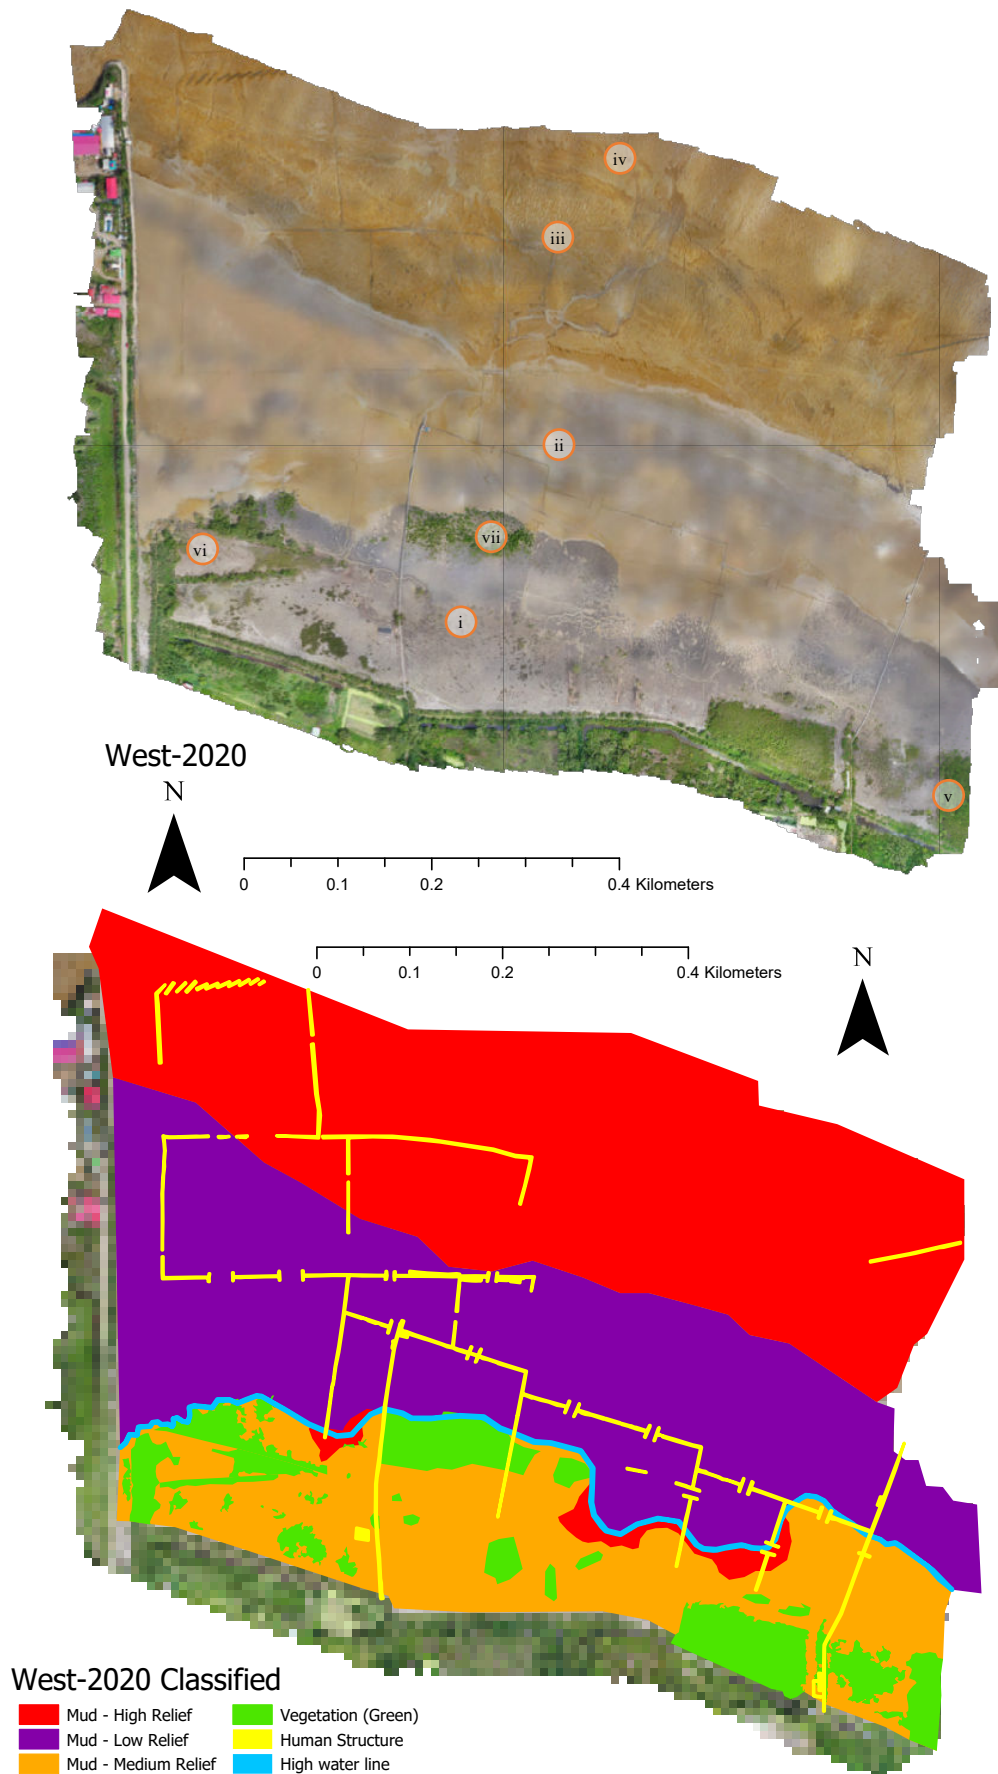 iv
iii
ii
vii
vi
i
v
West-2020
N
0 0.1 0.2 0.4 Kilometers
0 0.1 0.2 0.4 Kilometers
N
West-2020 Classified
Mud - High Relief
Vegetation (Green)
Mud - Low Relief
Human Structure
Mud - Medium Relief
High water line